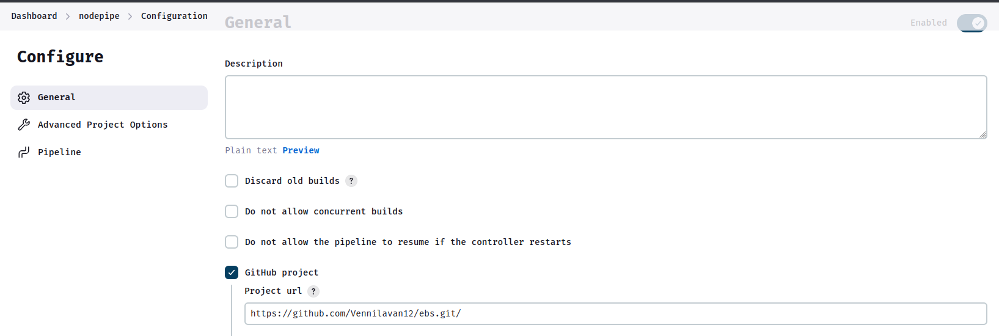 Dashboard > nodepipe > Configuration
General
Enabled
Configure
General
Advanced Project Options
Pipeline
Description
Plain text Preview
Discard old builds ?
Do not allow concurrent builds
Do not allow the pipeline to resume if the controller restarts
GitHub project
Project url ?
https://github.com/Vennilavan12/ebs.git/